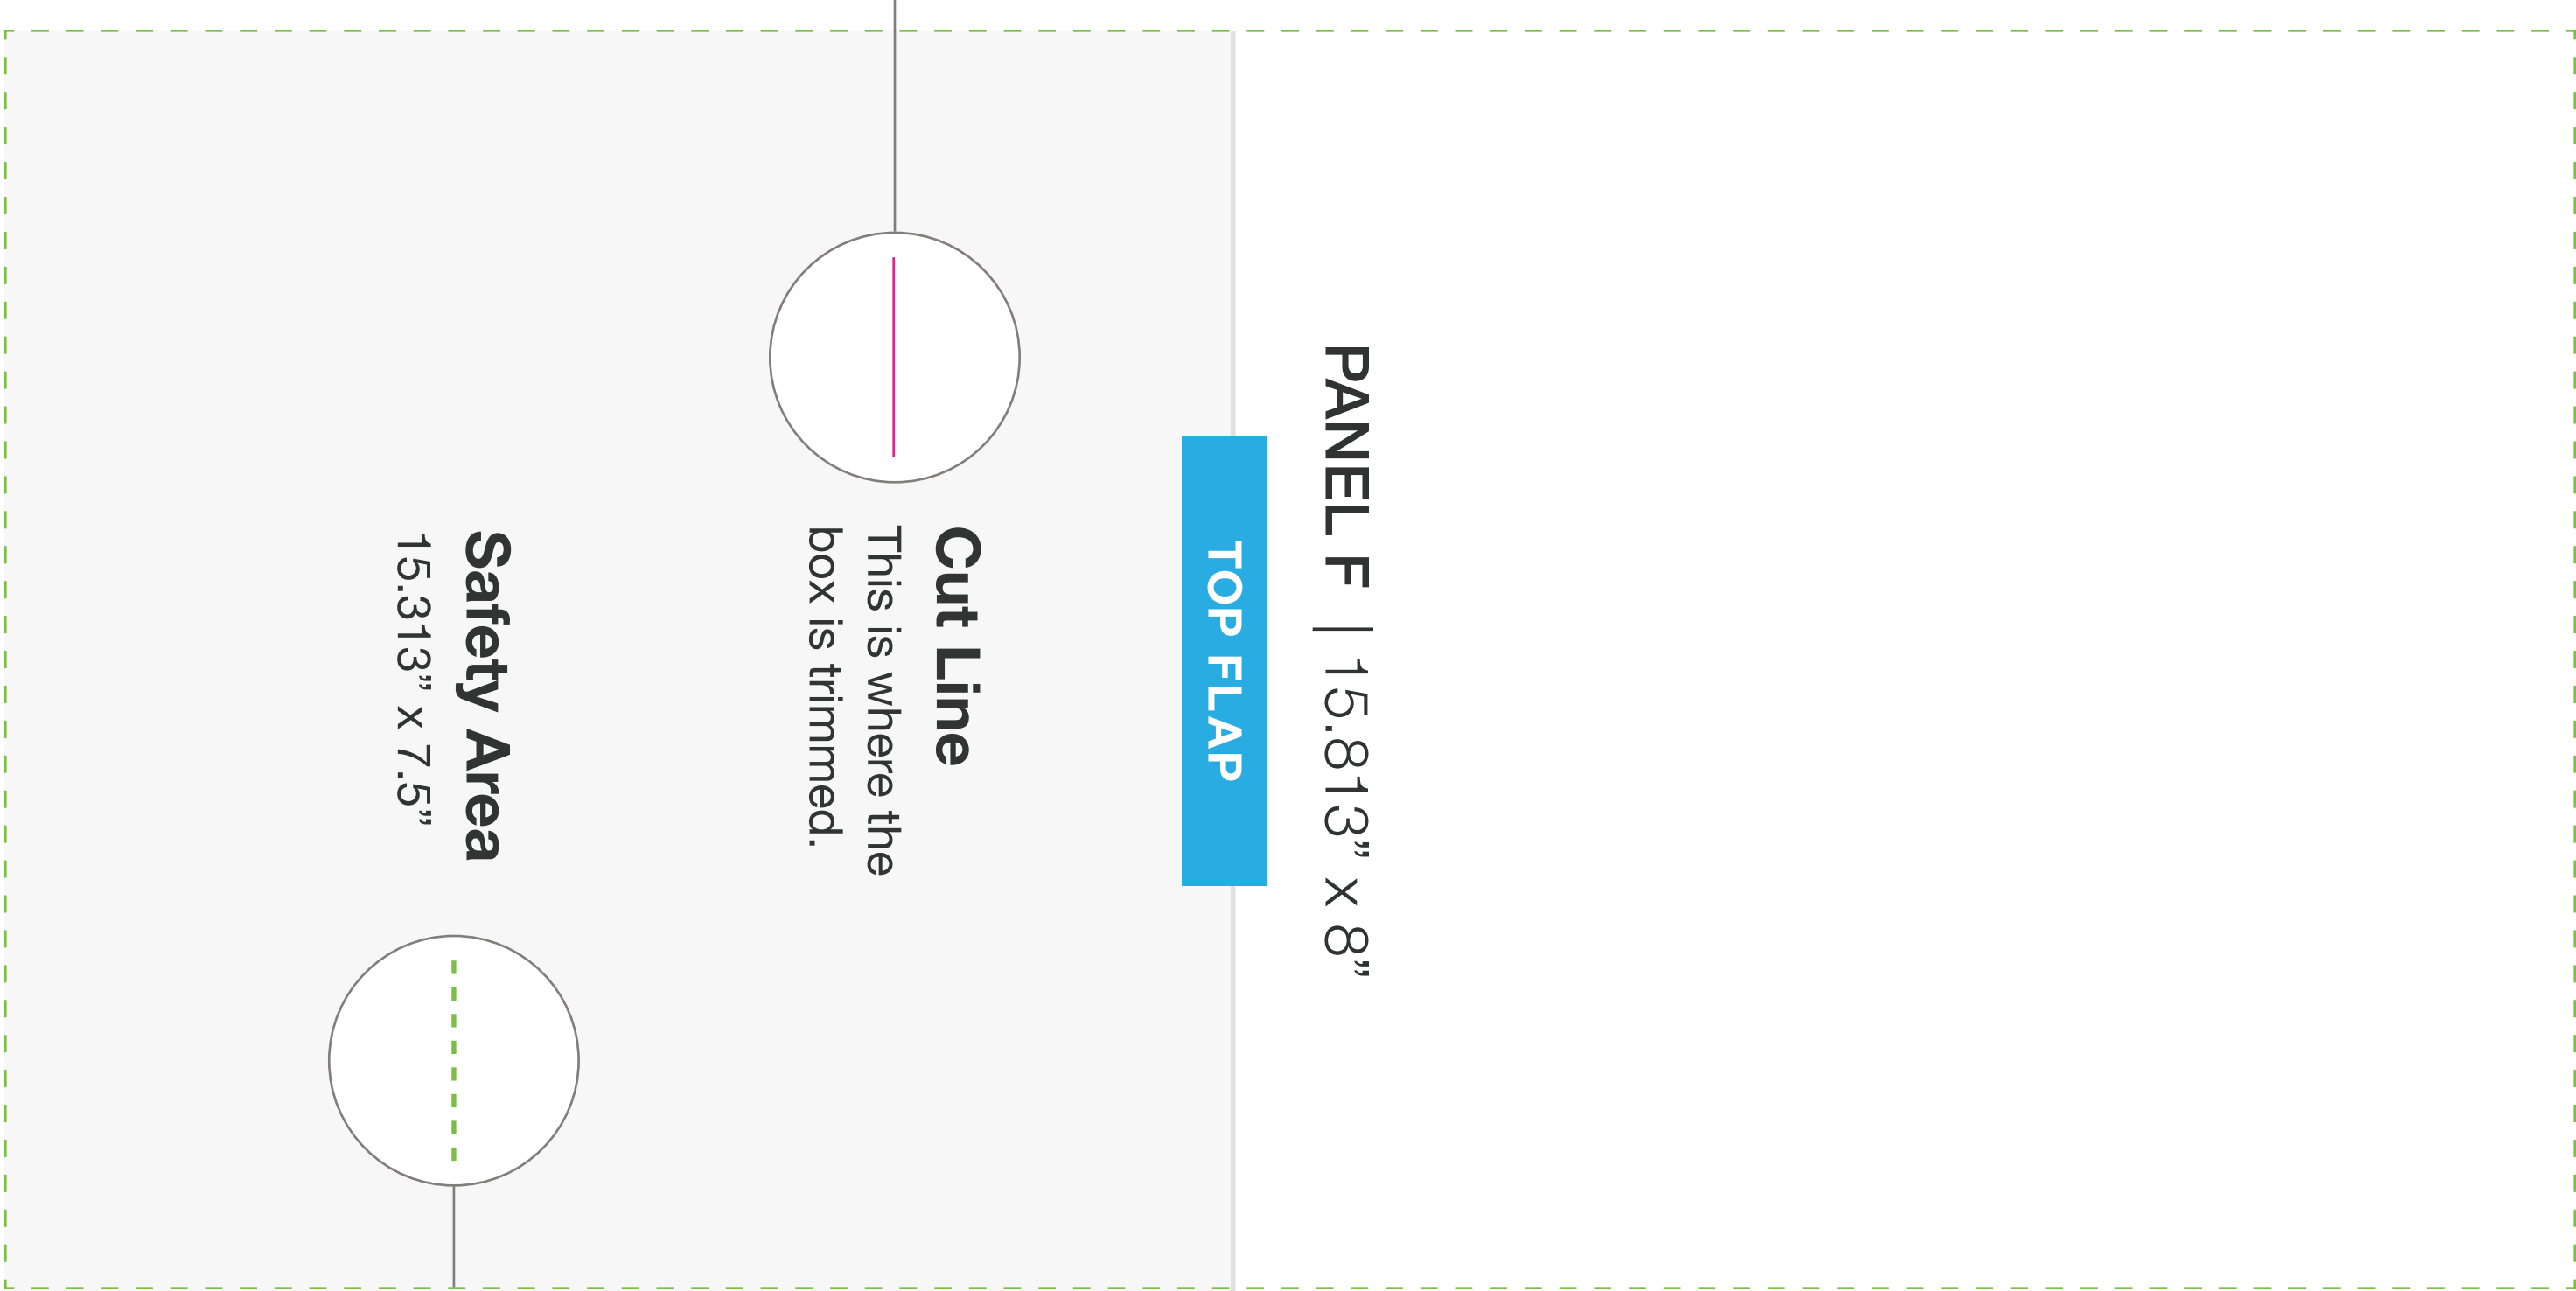 TOP FLAP
PANEL F | 15.813” x 8”
Cut Line
This is where the
box is trimmed.
Safety Area
15.313” x 7.5”